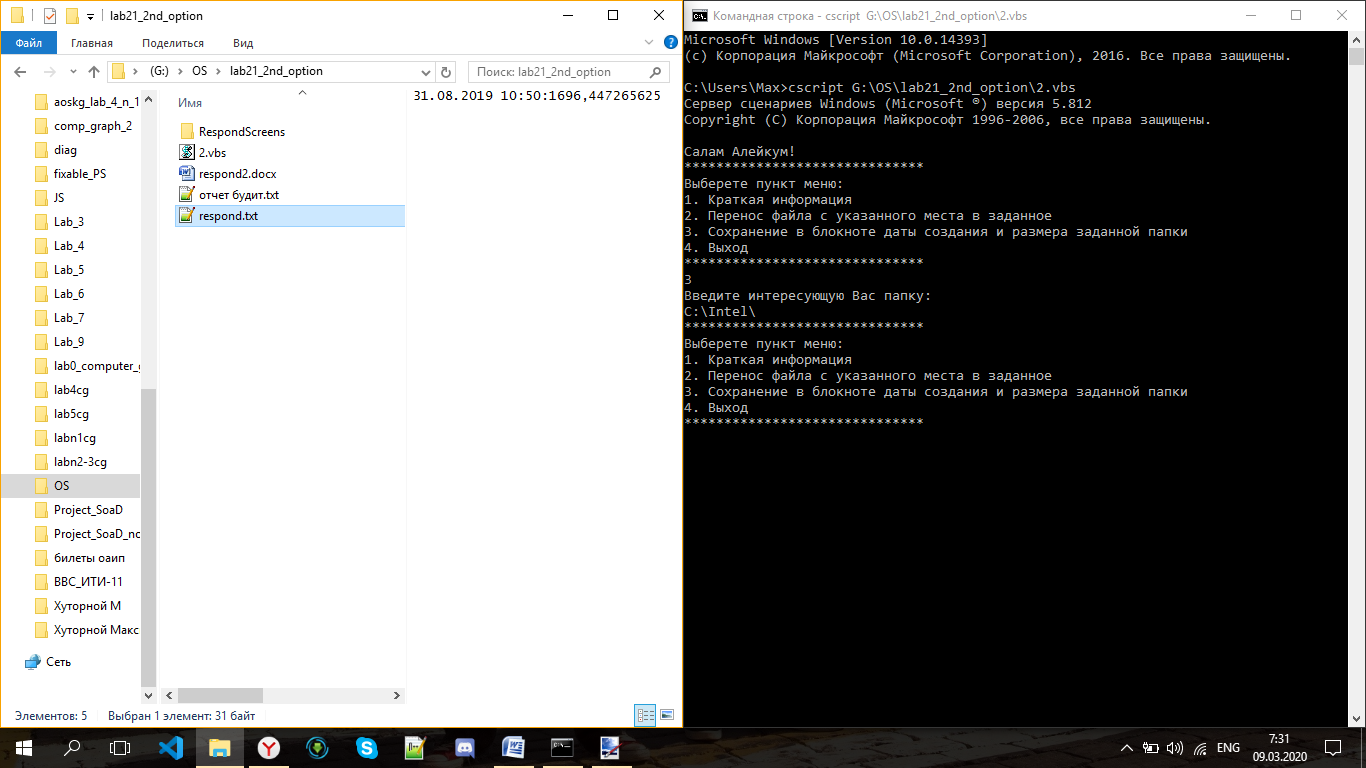 lab21_2nd_option
Файл
Главная
Поделиться
Вид
(G:) > OS > lab21_2nd_option
Поиск: lab21_2nd_option
aoskg_lab_4_n_1
comp_graph_2
diag
fixable_PS
JS
Lab_3
Lab_4
Lab_5
Lab_6
Lab_7
Lab_9
lab0_computer_
lab4cg
lab5cg
labn1cg
labn2-3cg
OS
Project_SoaD
Project_SoaD_nc
билеты оаип
ВВС_ИТИ-11
Хуторной М
Хуторной Макс
Сеть
Имя
RespondScreens
2.vbs
respond2.docx
отчет будит.txt
respond.txt
31.08.2019 10:50:1696,447265625
Элементов: 5
Выбран 1 элемент: 31 байт
Командная строка - cscript G:\OS\lab21_2nd_option\2.vbs
Microsoft Windows [Version 10.0.14393]
(c) Корпорация Майкрософт (Microsoft Corporation), 2016. Все права защищены.
C:\Users\Max>cscript G:\OS\lab21_2nd_option\2.vbs
Сервер сценариев Windows (Microsoft ®) версия 5.812
Copyright (C) Корпорация Майкрософт 1996-2006, все права защищены.
Салам Алейкум!
******************************
Выберете пункт меню:
1. Краткая информация
2. Перенос файла с указанного места в заданное
3. Сохранение в блокноте даты создания и размера заданной папки
4. Выход
******************************
3
Введите интересующую Вас папку:
C:\Intel\
******************************
Выберете пункт меню:
1. Краткая информация
2. Перенос файла с указанного места в заданное
3. Сохранение в блокноте даты создания и размера заданной папки
4. Выход
******************************
ENG
7:31
09.03.2020